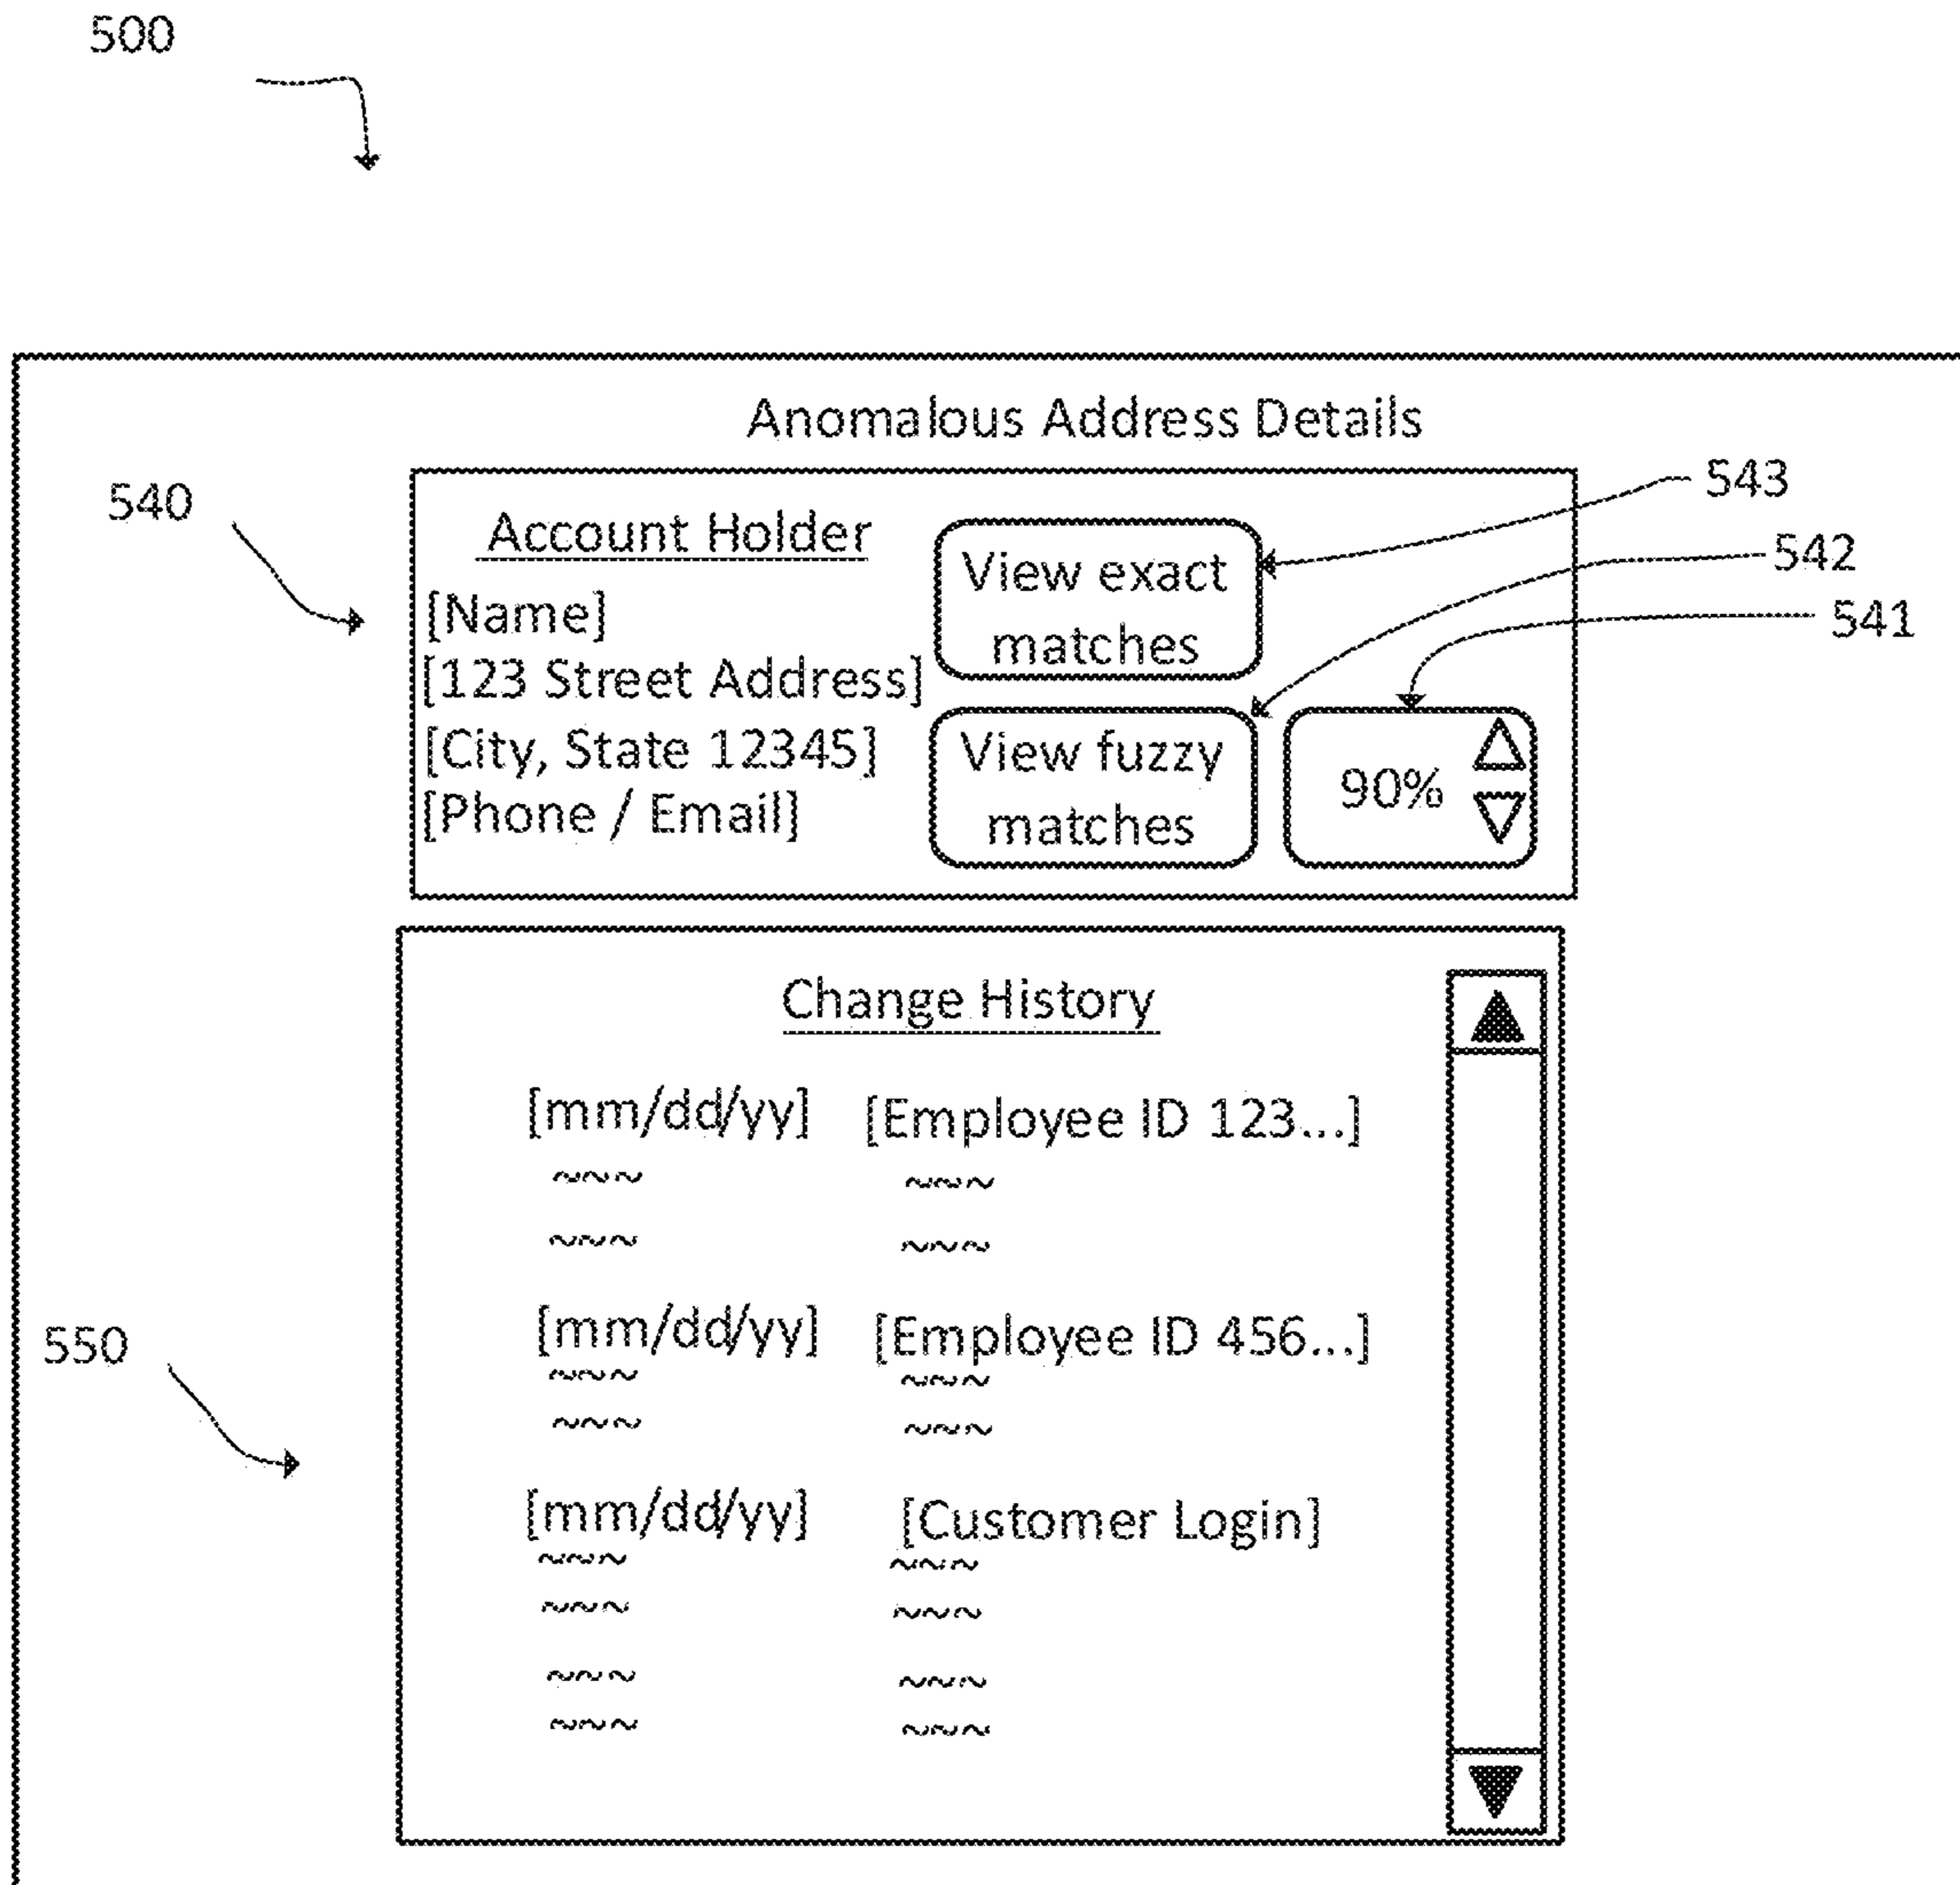 500
Anomalous Address Details
540
543
542
541
Account Holder
[Name]
[123 Street Address]
[City, State 12345]
[Phone / Email]
View exact
matches
View fuzzy
matches
90%
Change History
[mm/dd/yy] [Employee ID 123...]
~~~ ~~~
~~~ ~~~
[mm/dd/yy] [Employee ID 456...]
~~~ ~~~
~~~ ~~~
550
[mm/dd/yy] [Customer Login]
~~~ ~~~
~~~ ~~~
~~~ ~~~
~~~ ~~~